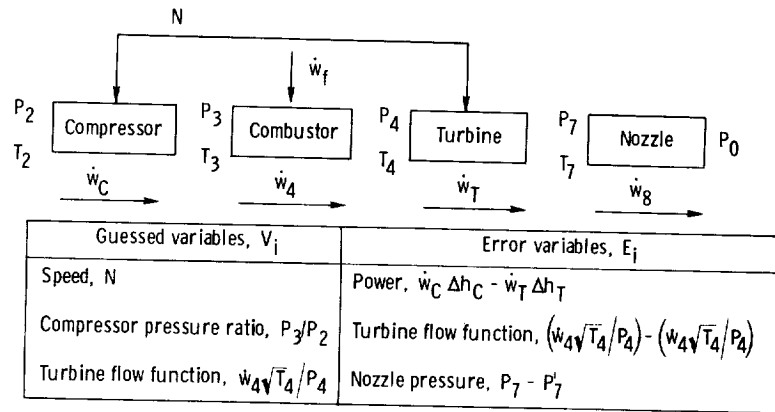 N
ẇf
P2 Compressor P3 Combustor P4 Turbine P7 Nozzle P0
T2 T3 T4 T7
ẇC ẇ4 ẇT ẇ8
Guessed variables, Vi Error variables, Ei
Speed, N Power, ẇC ΔhC - ẇT ΔhT
Compressor pressure ratio, P3/P2 Turbine flow function, (ẇ4√T4/P4) - (ẇ4√T4/P4)
Turbine flow function, ẇ4√T4/P4 Nozzle pressure, P7 - P'7